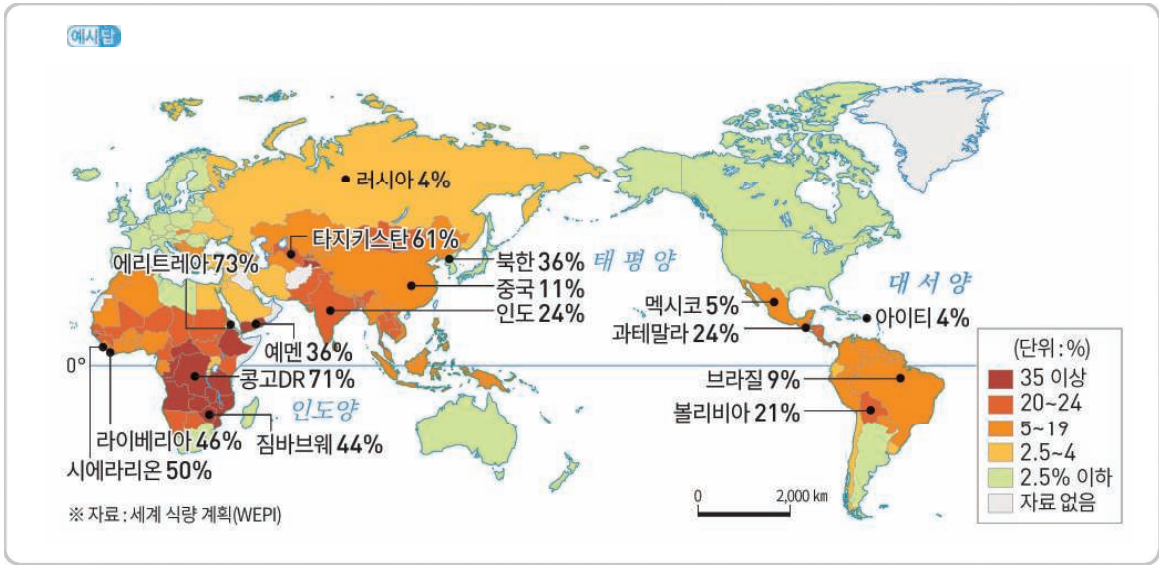 예시 답
러시아 4%
타지키스탄 61%
에리트레아 73%
북한 36%
태평양
중국 11%
인도 24%
대서양
멕시코 5%
아이티 4%
과테말라 24%
예멘 36%
0°
콩고DR 71%
인도양
브라질 9%
볼리비아 21%
라이베리아 46%
짐바브웨 44%
시에라리온 50%
(단위 : %)
35 이상
20~24
5~19
2.5~4
2.5% 이하
자료 없음
0 2,000 km
※ 자료 : 세계 식량 계획(WEPI)